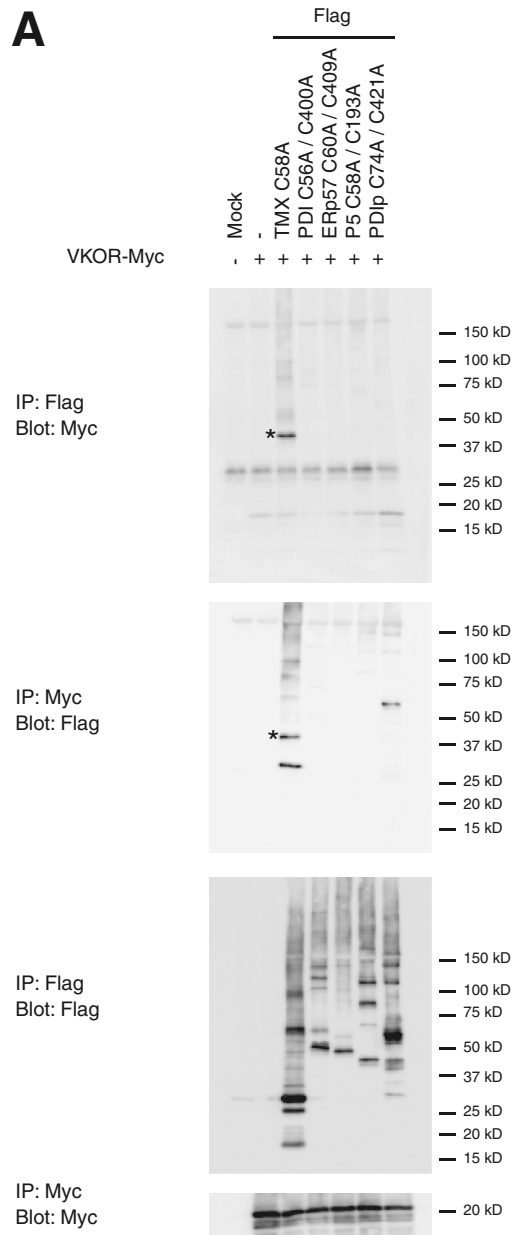 A
Flag
Mock
-
TMX C58A
PDI C56A / C400A
ERp57 C60A / C409A
P5 C58A / C193A
PDIp C74A / C421A
VKOR-Myc - + + + + + +
150 kD
100 kD
75 kD
IP: Flag
Blot: Myc
50 kD
*
37 kD
25 kD
20 kD
15 kD
150 kD
100 kD
75 kD
IP: Myc
Blot: Flag
50 kD
*
37 kD
25 kD
20 kD
15 kD
150 kD
IP: Flag
Blot: Flag
100 kD
75 kD
50 kD
37 kD
25 kD
20 kD
15 kD
IP: Myc
Blot: Myc
20 kD